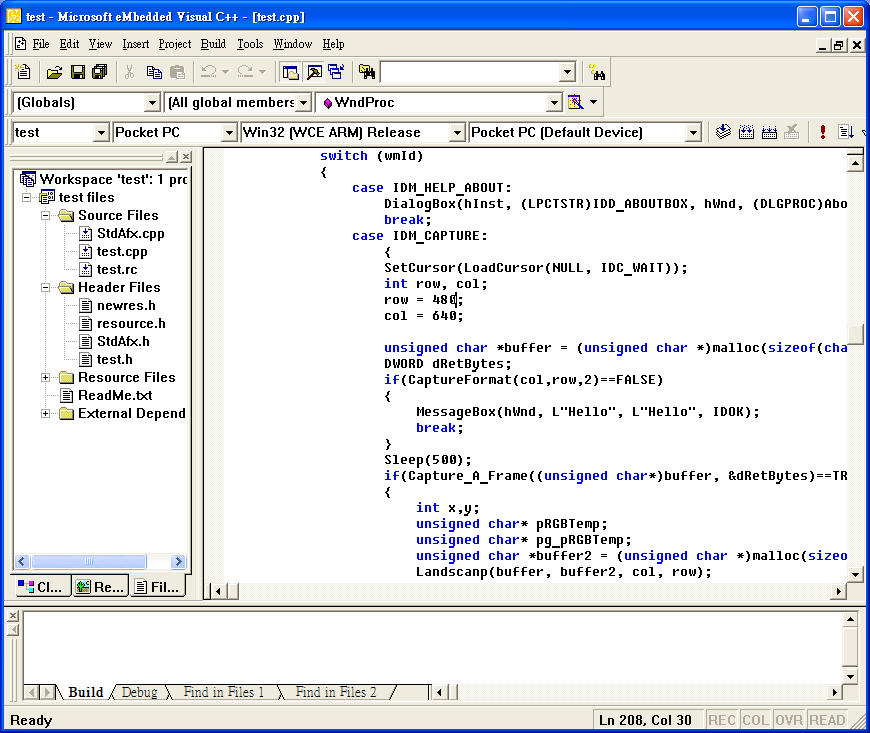 test - Microsoft eMbedded Visual C++ - [test.cpp]
File Edit View Insert Project Build Tools Window Help
(Globals) (All global members WndProc
test Pocket PC Win32 (WCE ARM) Release Pocket PC (Default Device)
Workspace 'test': 1 pro
test files
Source Files
StdAfx.cpp
test.cpp
test.rc
Header Files
newres.h
resource.h
StdAfx.h
test.h
Resource Files
ReadMe.txt
External Depend
Cl... Re... Fil...
switch (wmId)
{
case IDM_HELP_ABOUT:
DialogBox(hInst, (LPCTSTR)IDD_ABOUTBOX, hWnd, (DLGPROC)Abo
break;
case IDM_CAPTURE:
{
SetCursor(LoadCursor(NULL, IDC_WAIT));
int row, col;
row = 480;
col = 640;
unsigned char *buffer = (unsigned char *)malloc(sizeof(cha
DWORD dRetBytes;
if(CaptureFormat(col,row,2)==FALSE)
{
MessageBox(hWnd, L"Hello", L"Hello", IDOK);
break;
}
Sleep(500);
if(Capture_A_Frame((unsigned char*)buffer, &dRetBytes)==TR
{
int x,y;
unsigned char* pRGBTemp;
unsigned char* pg_pRGBTemp;
unsigned char *buffer2 = (unsigned char *)malloc(sizeo
Landscanp(buffer, buffer2, col, row);
Build Debug Find in Files 1 Find in Files 2
Ready Ln 208, Col 30 REC COL OVR READ